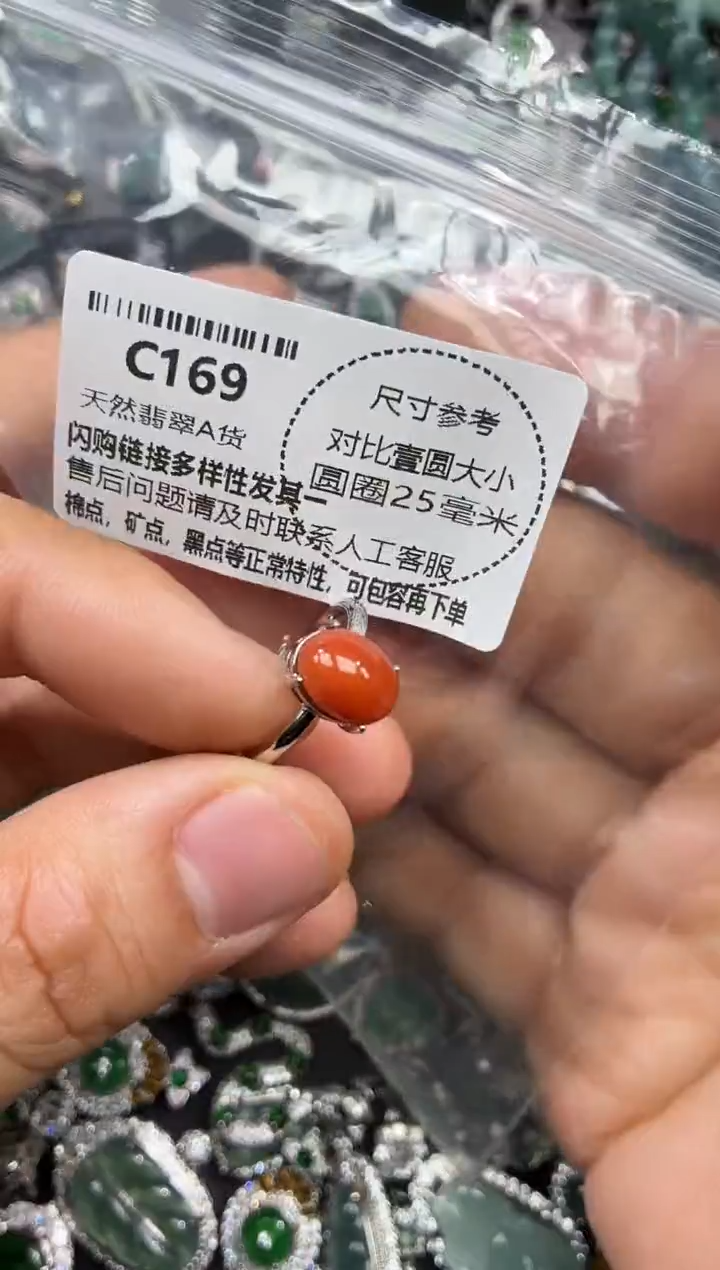 C169
天然翡翠A货
闪购链接多样性发其一
售后问题请及时联系人工客服
棉点，矿点，黑点等正常特性，可包容再下单
尺寸参考
对比壹圆大小
圆圈25毫米